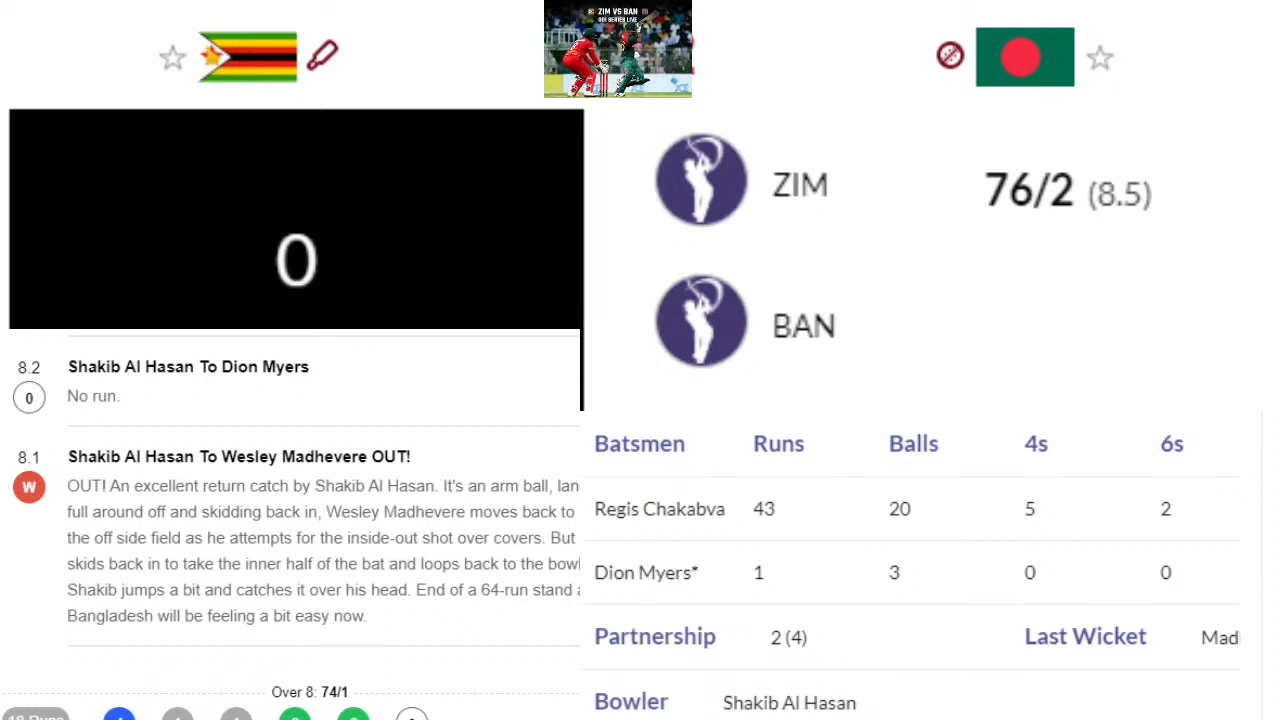 ZIM VS BAN
ODI SERIES LIVE
ZIM
76/2 (8.5)
BAN
0
8.2
Shakib Al Hasan To Dion Myers
0
No run.
8.1
Shakib Al Hasan To Wesley Madhevere OUT!
W
OUT! An excellent return catch by Shakib Al Hasan. It's an arm ball, lan
full around off and skidding back in, Wesley Madhevere moves back to
the off side field as he attempts for the inside-out shot over covers. But
skids back in to take the inner half of the bat and loops back to the bowl
Shakib jumps a bit and catches it over his head. End of a 64-run stand
Bangladesh will be feeling a bit easy now.
Over 8: 74/1
Batsmen Runs Balls 4s 6s
Regis Chakabva 43 20 5 2
Dion Myers* 1 3 0 0
Partnership 2 (4) Last Wicket Mad
Bowler Shakib Al Hasan